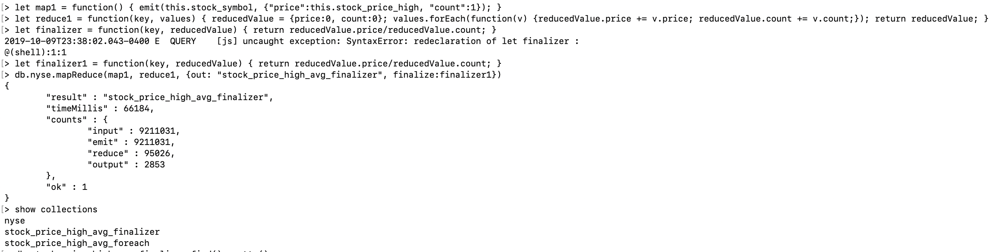 [> let map1 = function() { emit(this.stock_symbol, {"price":this.stock_price_high, "count":1}); }
[> let reduce1 = function(key, values) { reducedValue = {price:0, count:0}; values.forEach(function(v) {reducedValue.price += v.price; reducedValue.count += v.count;}); return reducedValue; }
[> let finalizer = function(key, reducedValue) { return reducedValue.price/reducedValue.count; }
2019-10-09T23:38:02.043-0400 E  QUERY    [js] uncaught exception: SyntaxError: redeclaration of let finalizer :
@(shell):1:1
[> let finalizer1 = function(key, reducedValue) { return reducedValue.price/reducedValue.count; }
[> db.nyse.mapReduce(map1, reduce1, {out: "stock_price_high_avg_finalizer", finalize:finalizer1})
{
        "result" : "stock_price_high_avg_finalizer",
        "timeMillis" : 66184,
        "counts" : {
                "input" : 9211031,
                "emit" : 9211031,
                "reduce" : 95026,
                "output" : 2853
        },
        "ok" : 1
}
[> show collections
nyse
stock_price_high_avg_finalizer
stock_price_high_avg_foreach